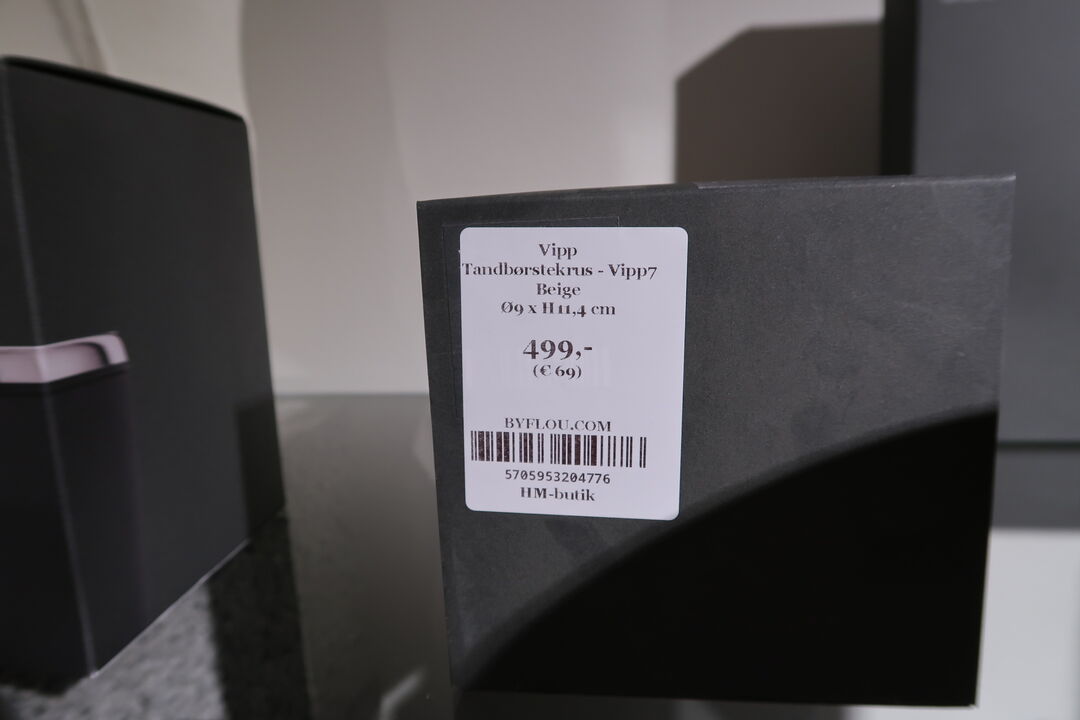 Vipp
Tandbørstekrus - Vipp7
Beige
Ø9 x H11,4 cm
499,-
(€ 69)
BYFLOU.COM
5705953204776
HM-butik